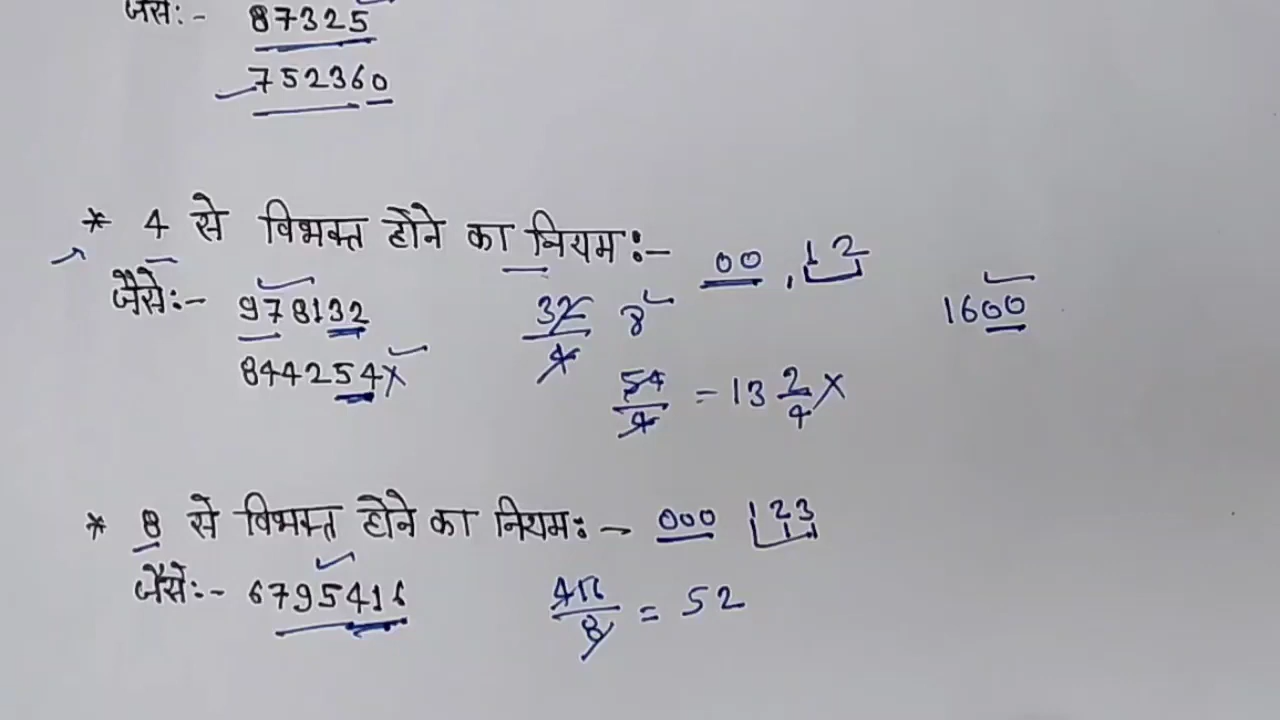 जैसे:- 87325
752360
* 4 से विभक्त होने का नियम:- 00, 12
जैसे:- 978132 32/4 8 1600
844254x 54/4 = 13 2/4 x
* 8 से विभक्त होने का नियम:- 000 123
जैसे:- 6795416 416/8 = 52